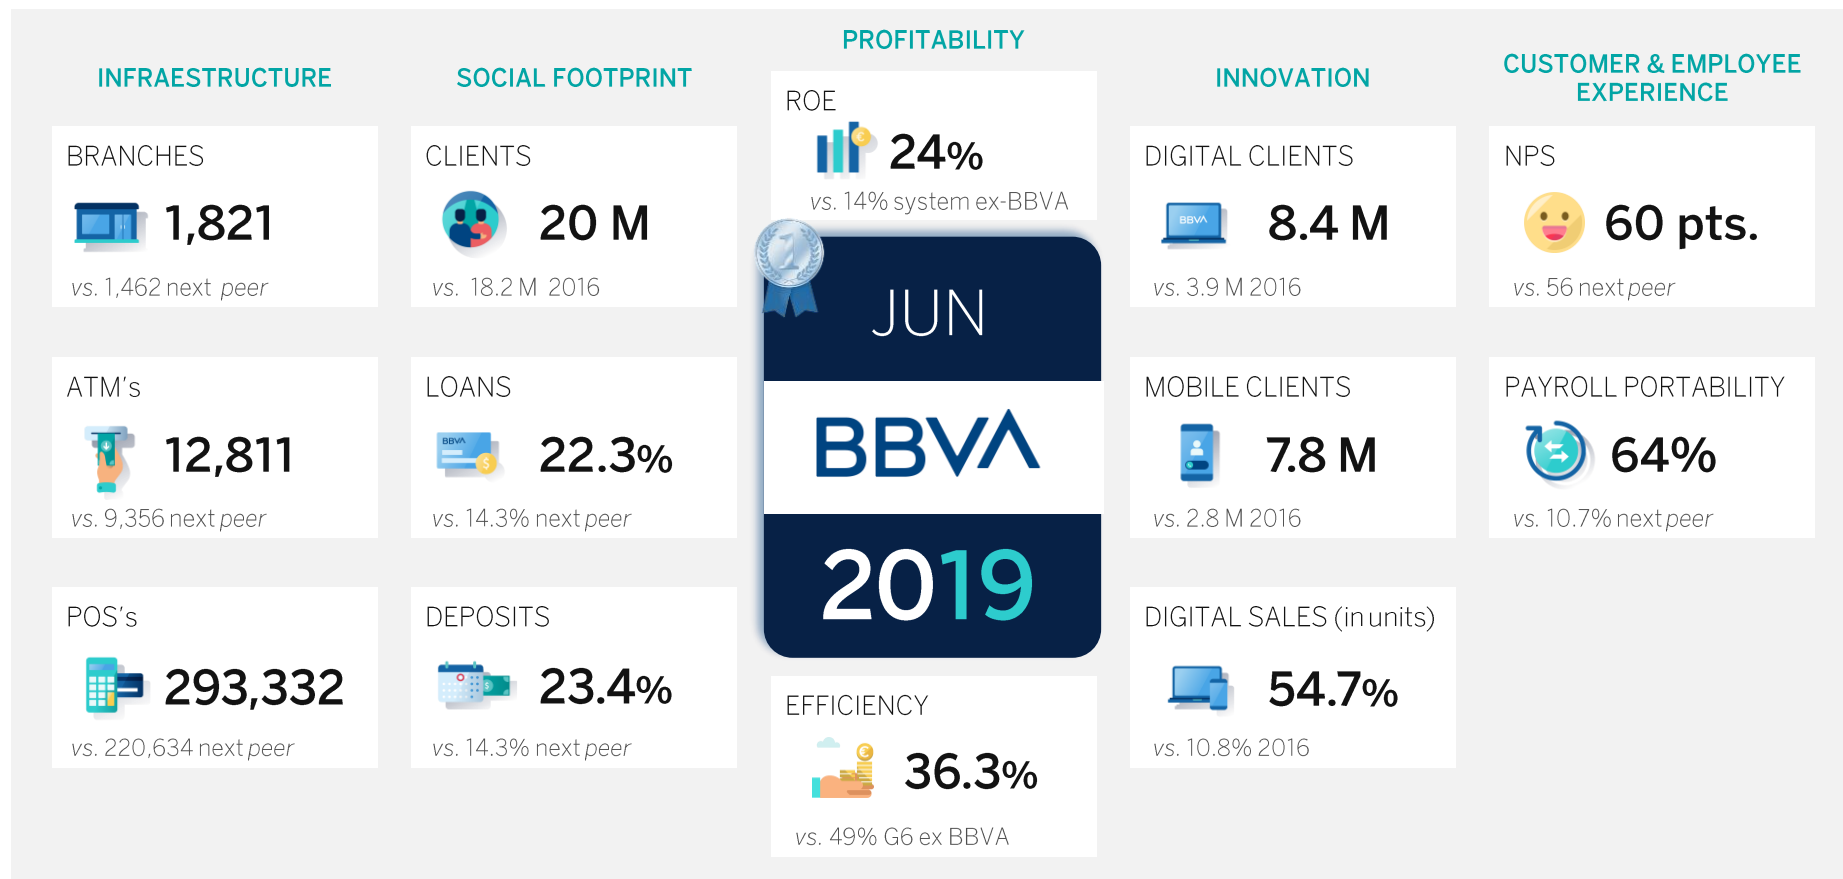 INFRAESTRUCTURE
BRANCHES
1,821
vs. 1,462 next peer
ATM's
12,811
vs. 9,356 next peer
POS's
293,332
vs. 220,634 next peer
SOCIAL FOOTPRINT
CLIENTS
20 M
vs. 18.2 M 2016
LOANS
BBVA
$
22.3%
vs. 14.3% next peer
DEPOSITS
$
23.4%
vs. 14.3% next peer
PROFITABILITY
ROE
€
24%
vs. 14% system ex-BBVA
1
JUN
BBVA
2019
EFFICIENCY
€
36.3%
vs. 49% G6 ex BBVA
INNOVATION
DIGITAL CLIENTS
BBVA
8.4 M
vs. 3.9 M 2016
MOBILE CLIENTS
7.8 M
vs. 2.8 M 2016
DIGITAL SALES (in units)
54.7%
vs. 10.8% 2016
CUSTOMER & EMPLOYEE
EXPERIENCE
NPS
60 pts.
vs. 56 next peer
PAYROLL PORTABILITY
64%
vs. 10.7% next peer